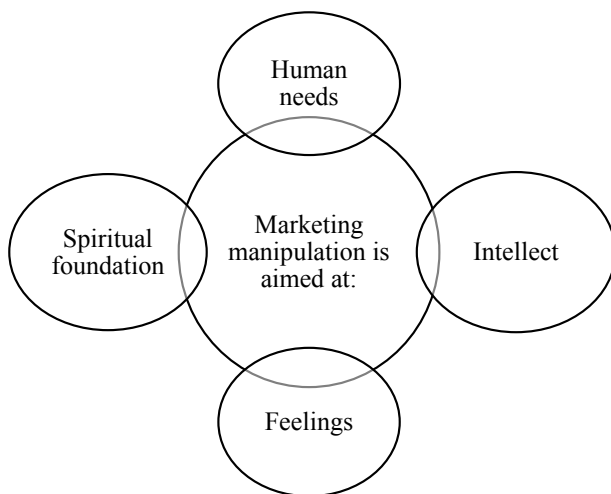 Human
needs
Spiritual
foundation
Marketing
manipulation is
aimed at:
Intellect
Feelings